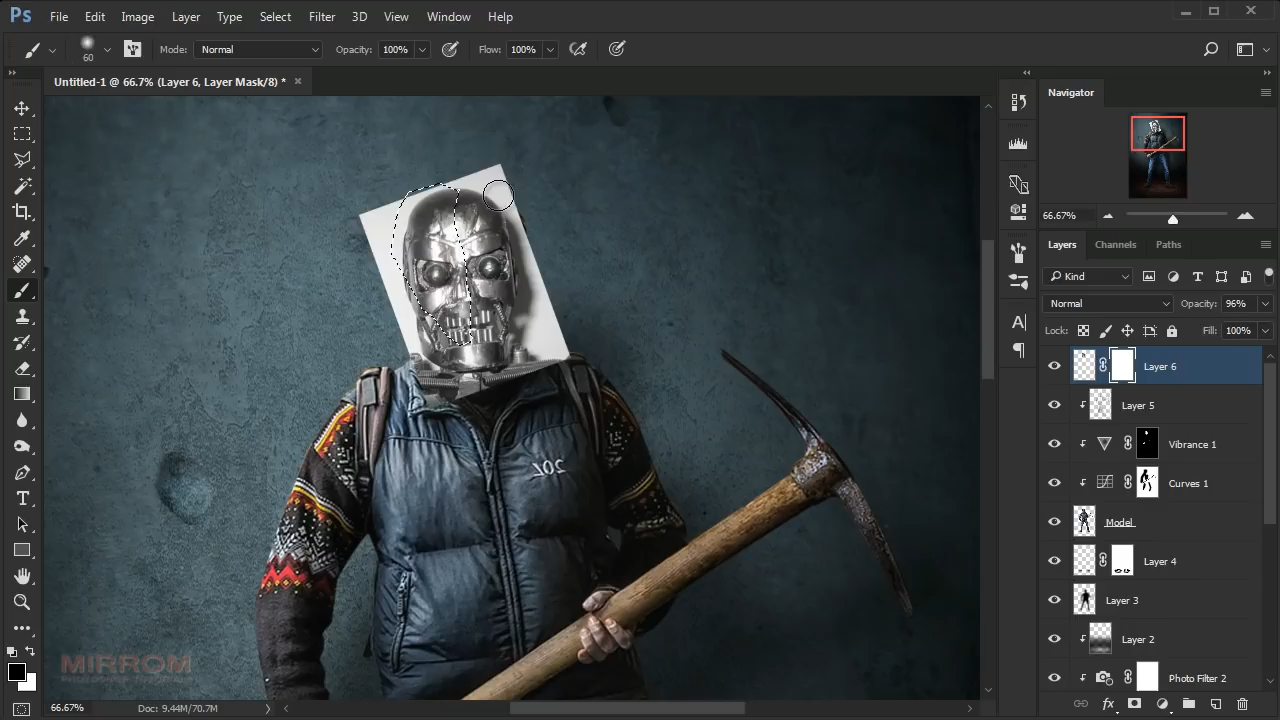 Ps File Edit Image Layer Type Select Filter 3D View Window Help
60 Mode: Normal Opacity: 100% Flow: 100%
Untitled-1 @ 66.7% (Layer 6, Layer Mask/8) *
Navigator
66.67%
Layers Channels Paths
Kind
Normal Opacity: 96%
Lock: Fill: 100%
Layer 6
Layer 5
Vibrance 1
Curves 1
Model
Layer 4
Layer 3
Layer 2
Photo Filter 2
MIRROM
PHOTOSHOP TUTORIALS
66.67% Doc: 9.44M/70.7M